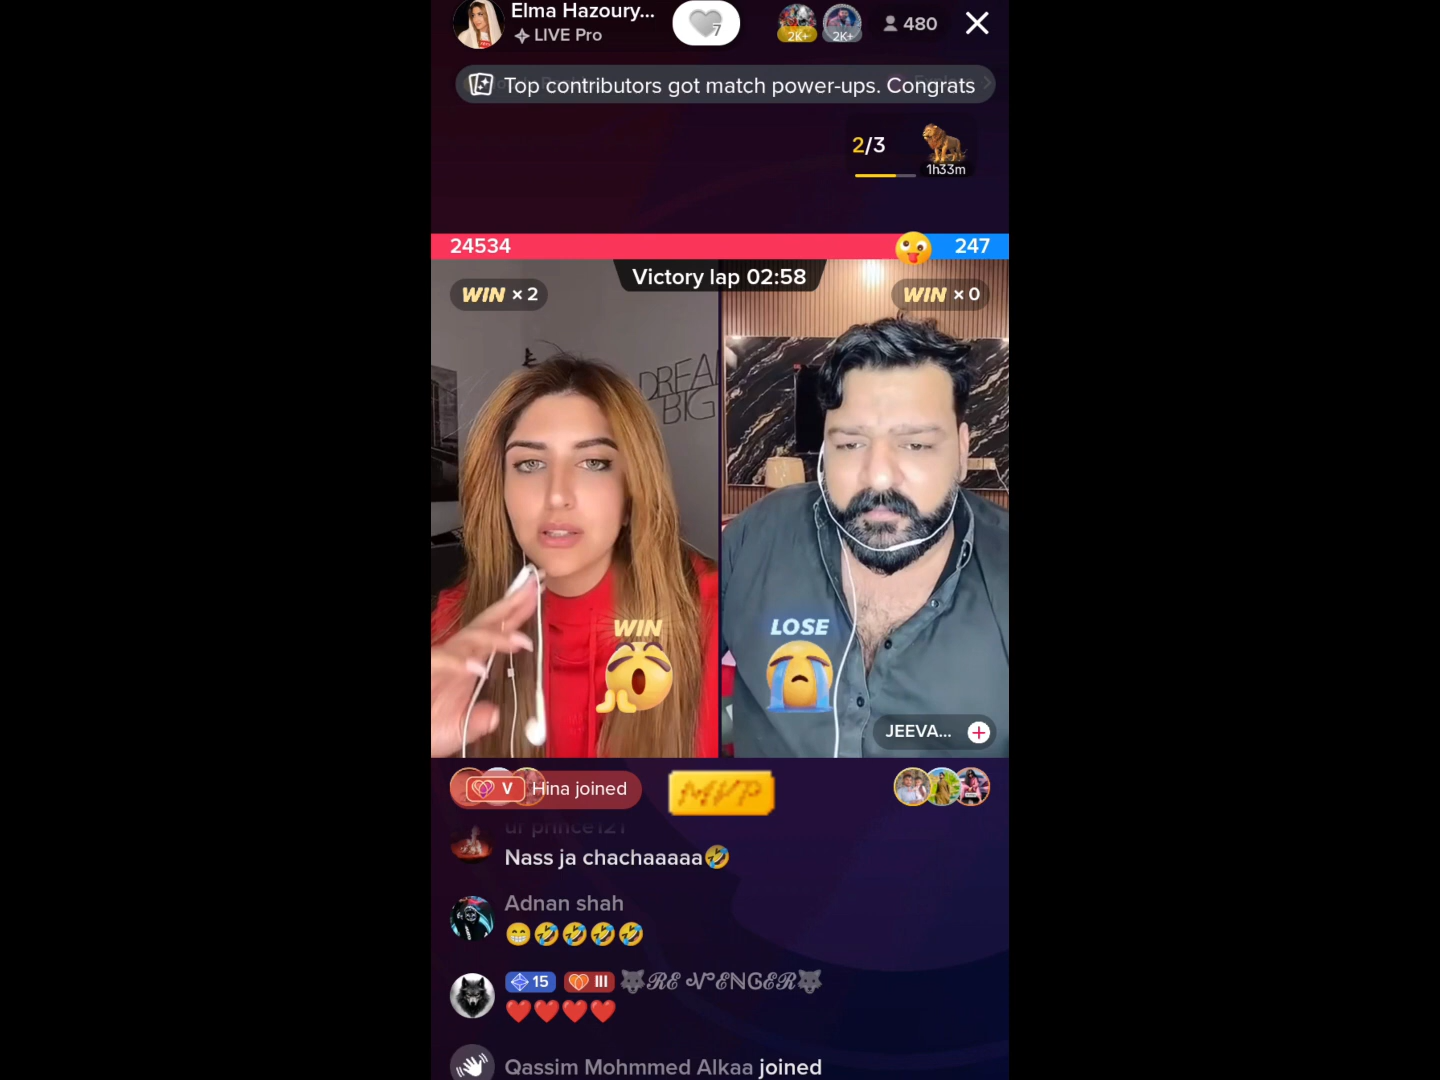 Elma Hazoury...
LIVE Pro
7
2K+
2K+
480
Top contributors got match power-ups. Congrats
2/3
1h33m
24534
247
Victory lap 02:58
WIN × 2
WIN × 0
DREAM
BIG
WIN
LOSE
JEEVA...
V Hina joined
MVP
ur prince121
Nass ja chachaaaaa🤣
Adnan shah
😁🤣🤣🤣🤣
15 III 🐺ℛℰ 𝒱ℰNGℰℛ🐺
❤️❤️❤️❤️
Qassim Mohmmed Alkaa joined